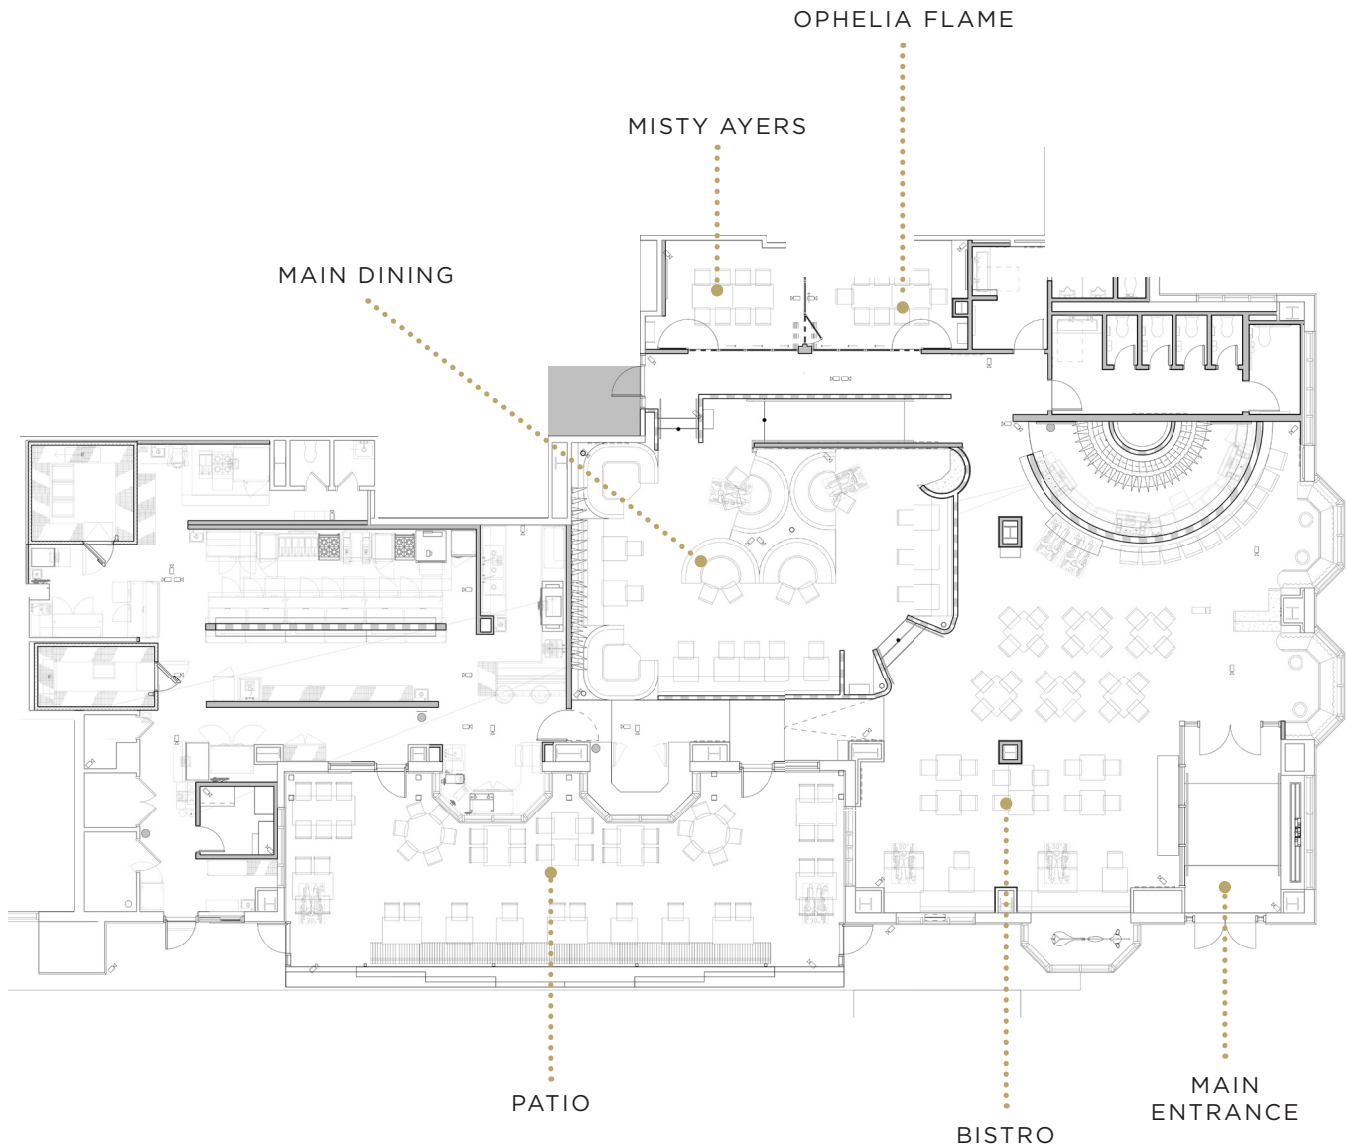 OPHELIA FLAME
MISTY AYERS
MAIN DINING
PATIO
MAIN
ENTRANCE
BISTRO